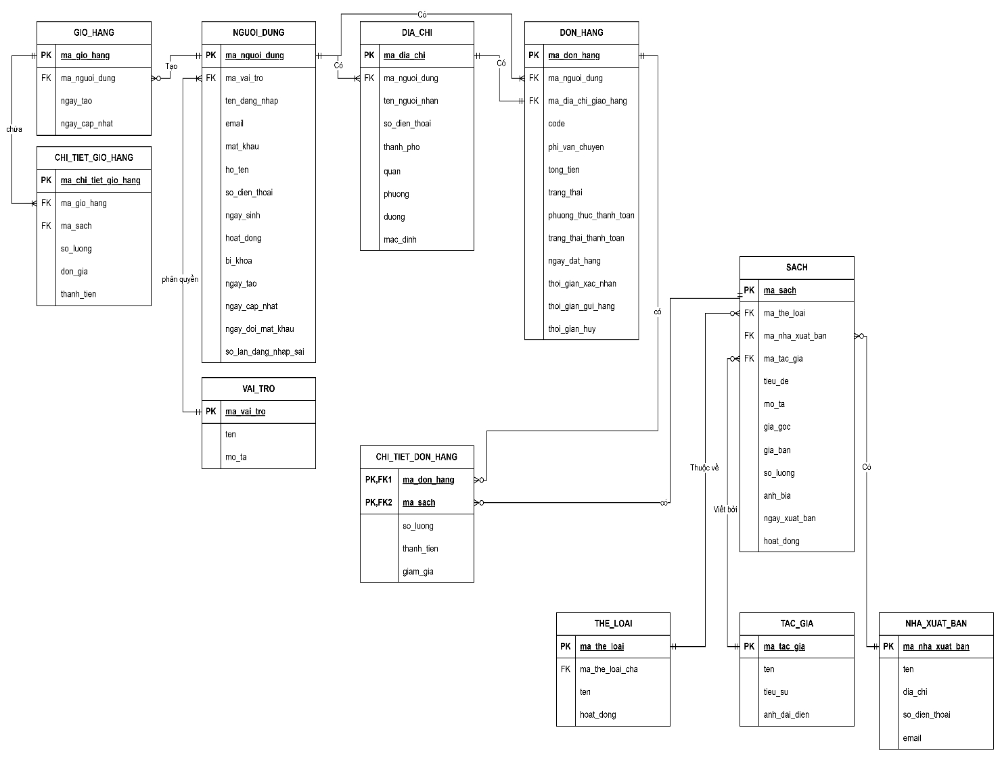 Có
GIO_HANG
PK ma_gio_hang
FK ma_nguoi_dung
ngay_tao
ngay_cap_nhat
Tạo
chứa
CHI_TIET_GIO_HANG
PK ma_chi_tiet_gio_hang
FK ma_gio_hang
FK ma_sach
so_luong
don_gia
thanh_tien
NGUOI_DUNG
PK ma_nguoi_dung
FK ma_vai_tro
ten_dang_nhap
email
mat_khau
ho_ten
so_dien_thoai
ngay_sinh
hoat_dong
bi_khoa
ngay_tao
ngay_cap_nhat
ngay_doi_mat_khau
so_lan_dang_nhap_sai
phân quyền
VAI_TRO
PK ma_vai_tro
ten
mo_ta
Có
DIA_CHI
PK ma_dia_chi
FK ma_nguoi_dung
ten_nguoi_nhan
so_dien_thoai
thanh_pho
quan
phuong
duong
mac_dinh
Có
DON_HANG
PK ma_don_hang
FK ma_nguoi_dung
FK ma_dia_chi_giao_hang
code
phi_van_chuyen
tong_tien
trang_thai
phuong_thuc_thanh_toan
trang_thai_thanh_toan
ngay_dat_hang
thoi_gian_xac_nhan
thoi_gian_gui_hang
thoi_gian_huy
có
CHI_TIET_DON_HANG
PK,FK1 ma_don_hang
PK,FK2 ma_sach
so_luong
thanh_tien
giam_gia
có
SACH
PK ma_sach
FK ma_the_loai
FK ma_nha_xuat_ban
FK ma_tac_gia
tieu_de
mo_ta
gia_goc
gia_ban
so_luong
anh_bia
ngay_xuat_ban
hoat_dong
Thuộc về
Viết bởi
Có
THE_LOAI
PK ma_the_loai
FK ma_the_loai_cha
ten
hoat_dong
TAC_GIA
PK ma_tac_gia
ten
tieu_su
anh_dai_dien
NHA_XUAT_BAN
PK ma_nha_xuat_ban
ten
dia_chi
so_dien_thoai
email